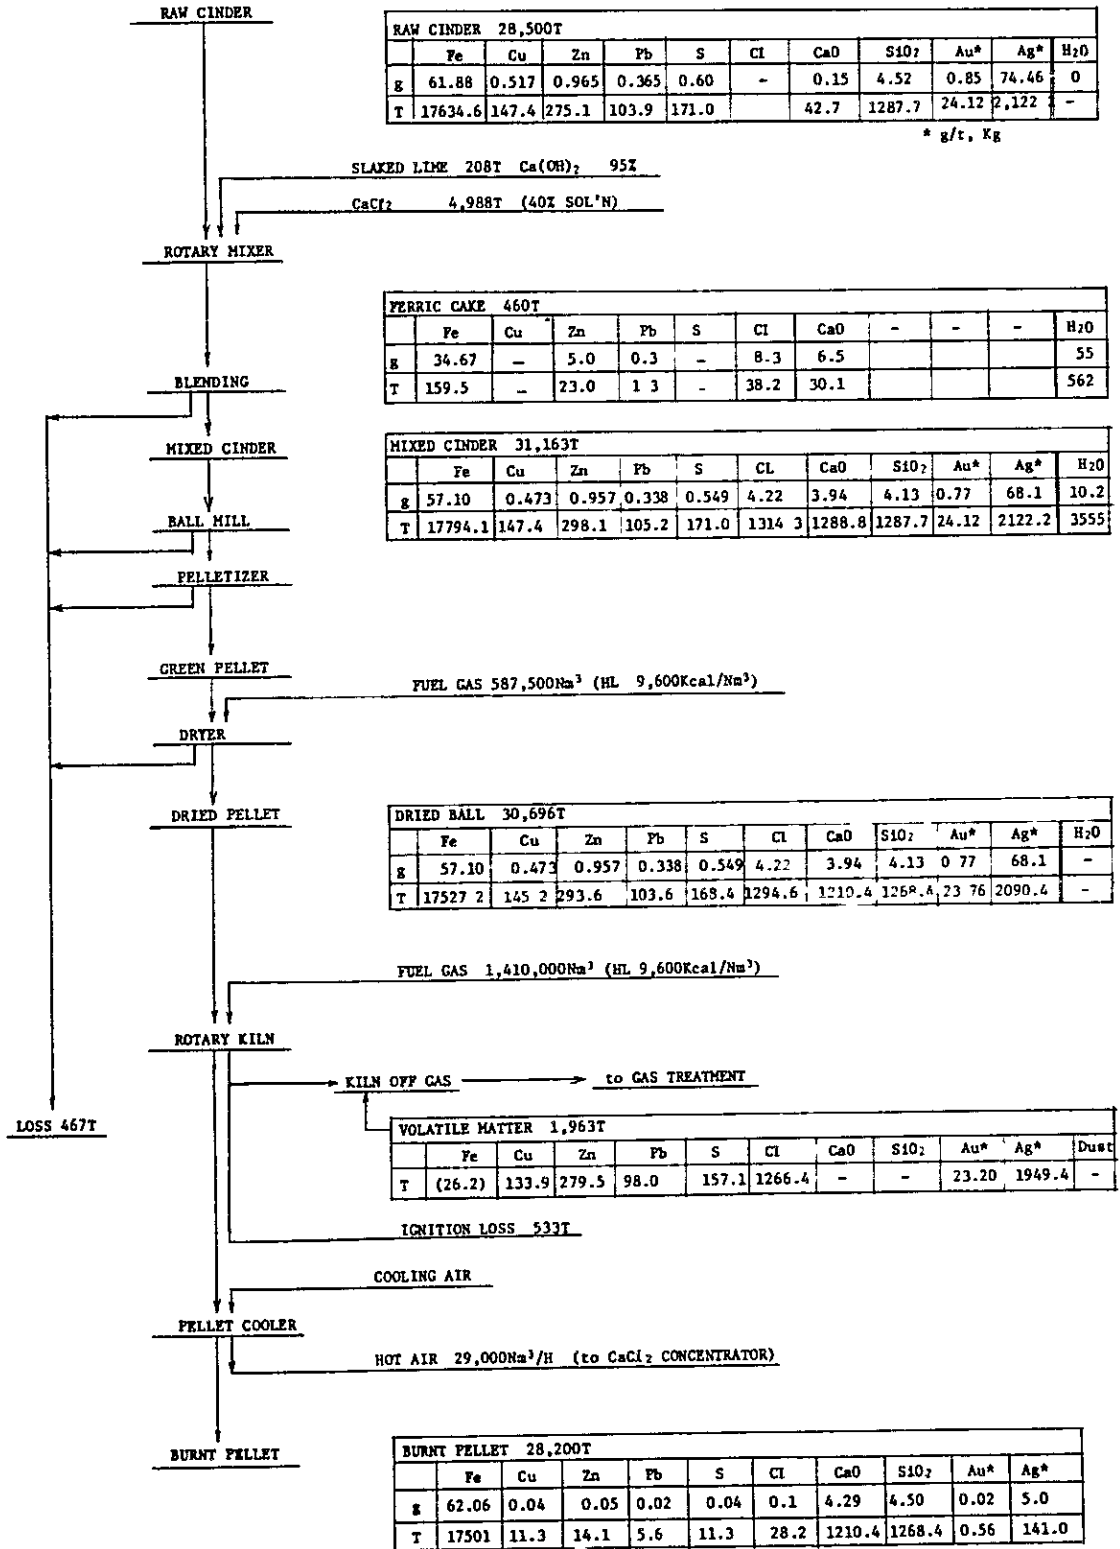 RAW CINDER
RAW CINDER 28,500T
Fe Cu Zn Pb S CI CaO SiO2 Au* Ag* H2O
g 61.88 0.517 0.965 0.365 0.60 - 0.15 4.52 0.85 74.46 0
T 17634.6 147.4 275.1 103.9 171.0 42.7 1287.7 24.12 2,122 -
* g/t, Kg
SLAKED LIME 208T Ca(OH)2 95%
CaCl2 4,988T (40% SOL'N)
ROTARY MIXER
FERRIC CAKE 460T
Fe Cu Zn Pb S CI CaO - - - H2O
g 34.67 - 5.0 0.3 - 8.3 6.5 55
T 159.5 - 23.0 1 3 - 38.2 30.1 562
BLENDING
MIXED CINDER
MIXED CINDER 31,163T
Fe Cu Zn Pb S CL CaO SiO2 Au* Ag* H2O
g 57.10 0.473 0.957 0.338 0.549 4.22 3.94 4.13 0.77 68.1 10.2
T 17794.1 147.4 298.1 105.2 171.0 1314 3 1288.8 1287.7 24.12 2122.2 3555
BALL MILL
PELLETIZER
GREEN PELLET
FUEL GAS 587,500Nm³ (HL 9,600Kcal/Nm³)
DRYER
DRIED PELLET
DRIED BALL 30,696T
Fe Cu Zn Pb S Cl CaO SiO2 Au* Ag* H2O
g 57.10 0.473 0.957 0.338 0.549 4.22 3.94 4.13 0 77 68.1 -
T 17527 2 145 2 293.6 103.6 168.4 1294.6 1210.4 1268.4 23 76 2090.4 -
FUEL GAS 1,410,000Nm³ (HL 9,600Kcal/Nm³)
ROTARY KILN
KILN OFF GAS to GAS TREATMENT
LOSS 467T
VOLATILE MATTER 1,963T
Fe Cu Zn Pb S CI CaO SiO2 Au* Ag* Dust
T (26.2) 133.9 279.5 98.0 157.1 1266.4 - - 23.20 1949.4 -
IGNITION LOSS 533T
COOLING AIR
PELLET COOLER
HOT AIR 29,000Nm³/H (to CaCl2 CONCENTRATOR)
BURNT PELLET
BURNT PELLET 28,200T
Fe Cu Zn Pb S CI CaO SiO2 Au* Ag*
g 62.06 0.04 0.05 0.02 0.04 0.1 4.29 4.50 0.02 5.0
T 17501 11.3 14.1 5.6 11.3 28.2 1210.4 1268.4 0.56 141.0